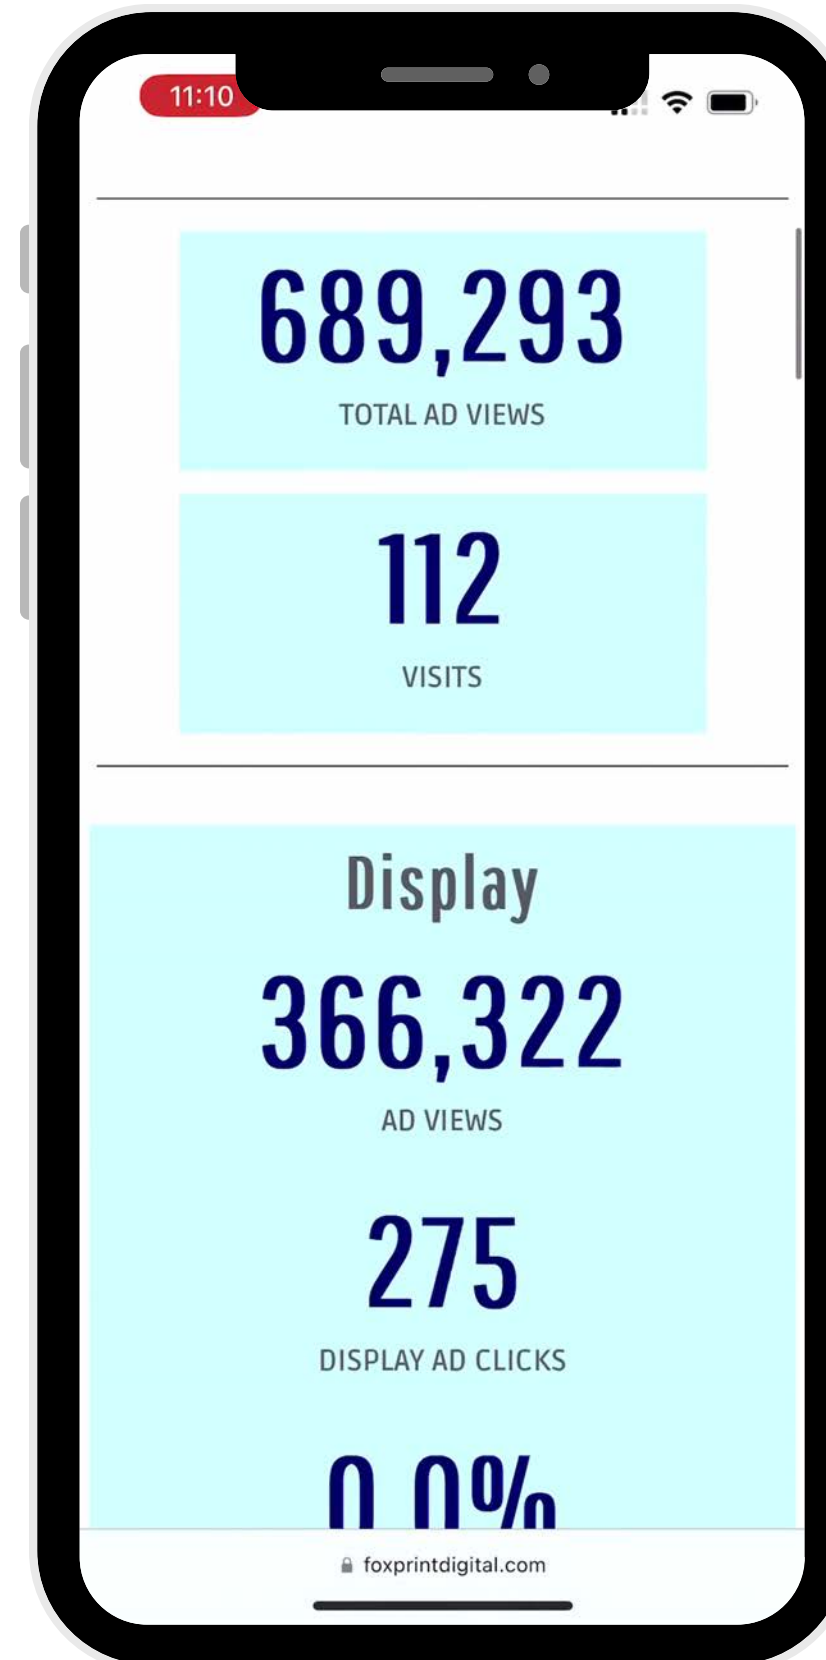 11:10
689,293
TOTAL AD VIEWS
112
VISITS
Display
366,322
AD VIEWS
275
DISPLAY AD CLICKS
foxprintdigital.com